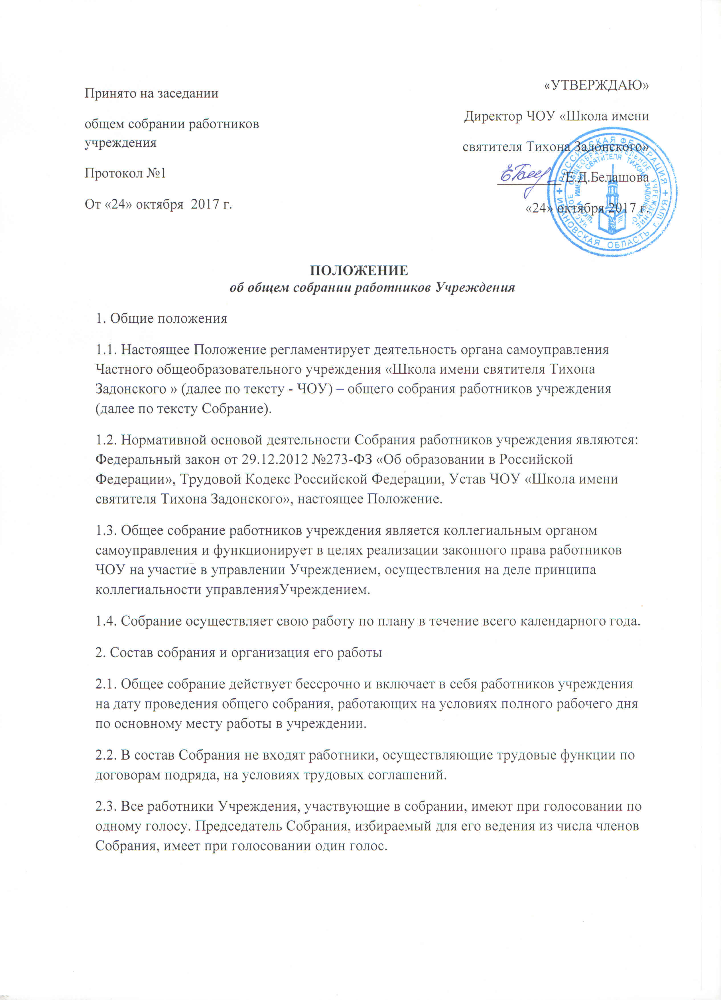 Принято на заседании
общем собрании работников
учреждения
Протокол №1
От «24» октября 2017 г.
«УТВЕРЖДАЮ»
Директор ЧОУ «Школа имени
святителя Тихона Задонского»
/Е.Д.Белашова
«24» октября 2017 г.
РОССИЙСКАЯ ФЕДЕРАЦИЯ + ИВАНОВСКАЯ ОБЛАСТЬ г. ШУЯ +
ЧАСТНОЕ ОБЩЕОБРАЗОВАТЕЛЬНОЕ УЧРЕЖДЕНИЕ
"ШКОЛА ИМЕНИ СВЯТИТЕЛЯ ТИХОНА ЗАДОНСКОГО"
ПОЛОЖЕНИЕ
об общем собрании работников Учреждения
1. Общие положения
1.1. Настоящее Положение регламентирует деятельность органа самоуправления
Частного общеобразовательного учреждения «Школа имени святителя Тихона
Задонского » (далее по тексту - ЧОУ) – общего собрания работников учреждения
(далее по тексту Собрание).
1.2. Нормативной основой деятельности Собрания работников учреждения являются:
Федеральный закон от 29.12.2012 №273-ФЗ «Об образовании в Российской
Федерации», Трудовой Кодекс Российской Федерации, Устав ЧОУ «Школа имени
святителя Тихона Задонского», настоящее Положение.
1.3. Общее собрание работников учреждения является коллегиальным органом
самоуправления и функционирует в целях реализации законного права работников
ЧОУ на участие в управлении Учреждением, осуществления на деле принципа
коллегиальности управленияУчреждением.
1.4. Собрание осуществляет свою работу по плану в течение всего календарного года.
2. Состав собрания и организация его работы
2.1. Общее собрание действует бессрочно и включает в себя работников учреждения
на дату проведения общего собрания, работающих на условиях полного рабочего дня
по основному месту работы в учреждении.
2.2. В состав Собрания не входят работники, осуществляющие трудовые функции по
договорам подряда, на условиях трудовых соглашений.
2.3. Все работники Учреждения, участвующие в собрании, имеют при голосовании по
одному голосу. Председатель Собрания, избираемый для его ведения из числа членов
Собрания, имеет при голосовании один голос.